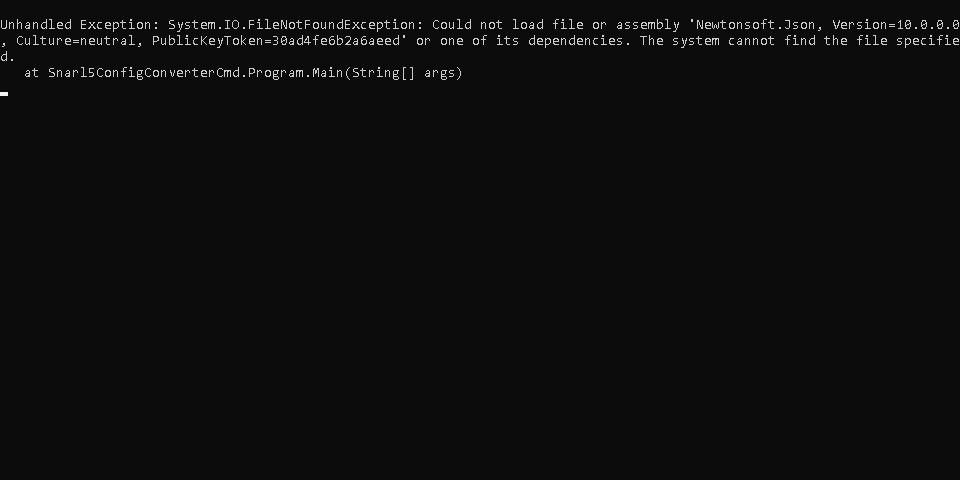 Unhandled Exception: System.IO.FileNotFoundException: Could not load file or assembly 'Newtonsoft.Json, Version=10.0.0.0
, Culture=neutral, PublicKeyToken=30ad4fe6b2a6aeed' or one of its dependencies. The system cannot find the file specifie
d.
   at Snarl5ConfigConverterCmd.Program.Main(String[] args)